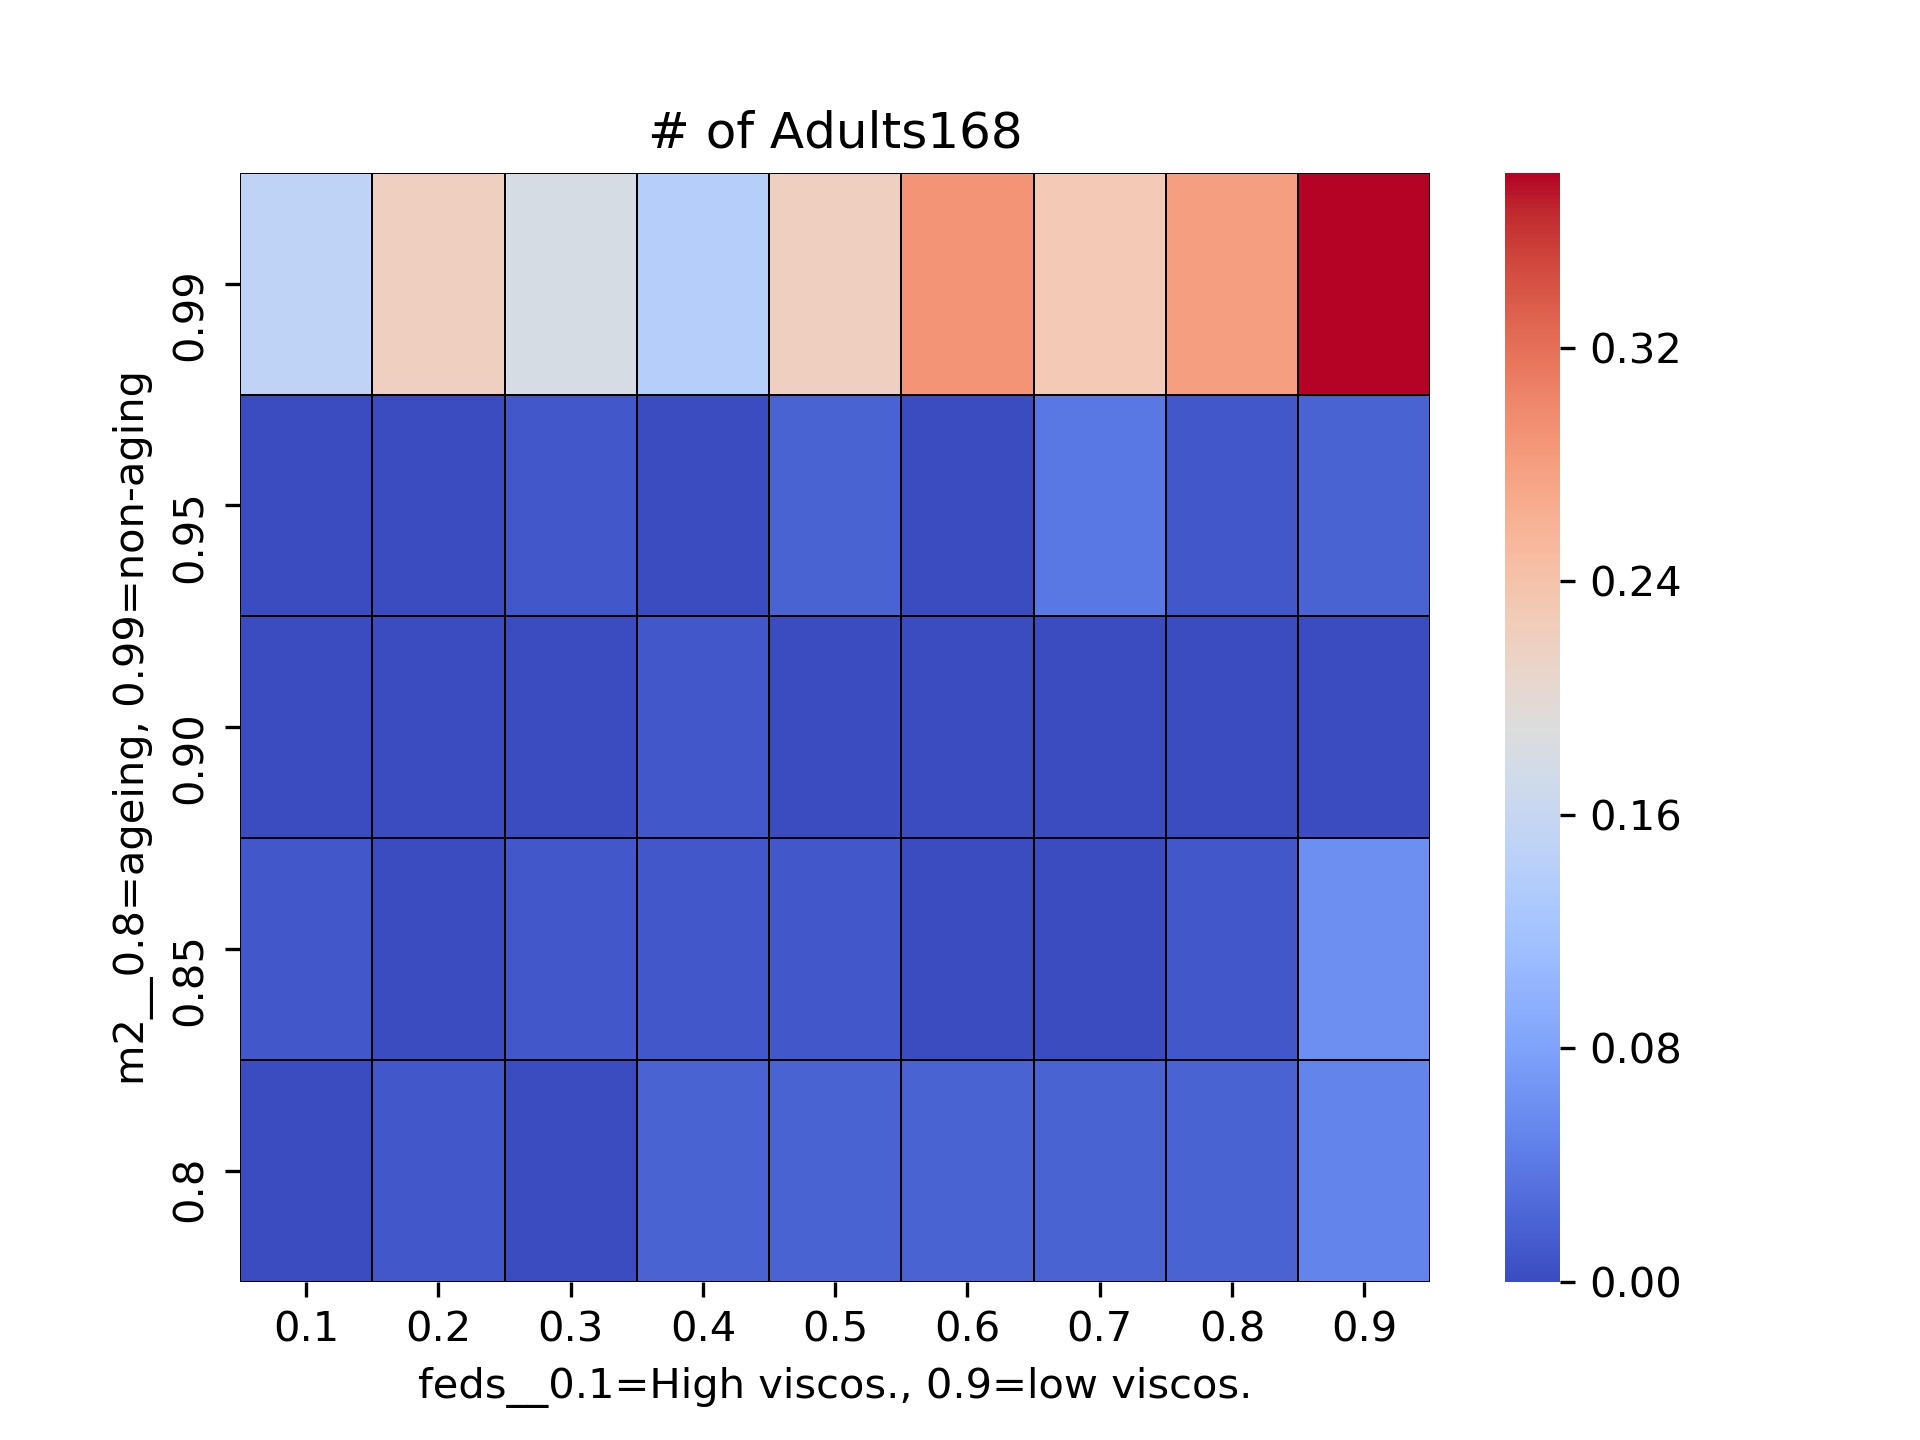 # of Adults168
m2__0.8=ageing, 0.99=non-aging
0.99
0.95
0.90
0.85
0.8
0.1 0.2 0.3 0.4 0.5 0.6 0.7 0.8 0.9
feds__0.1=High viscos., 0.9=low viscos.
0.32
0.24
0.16
0.08
0.00